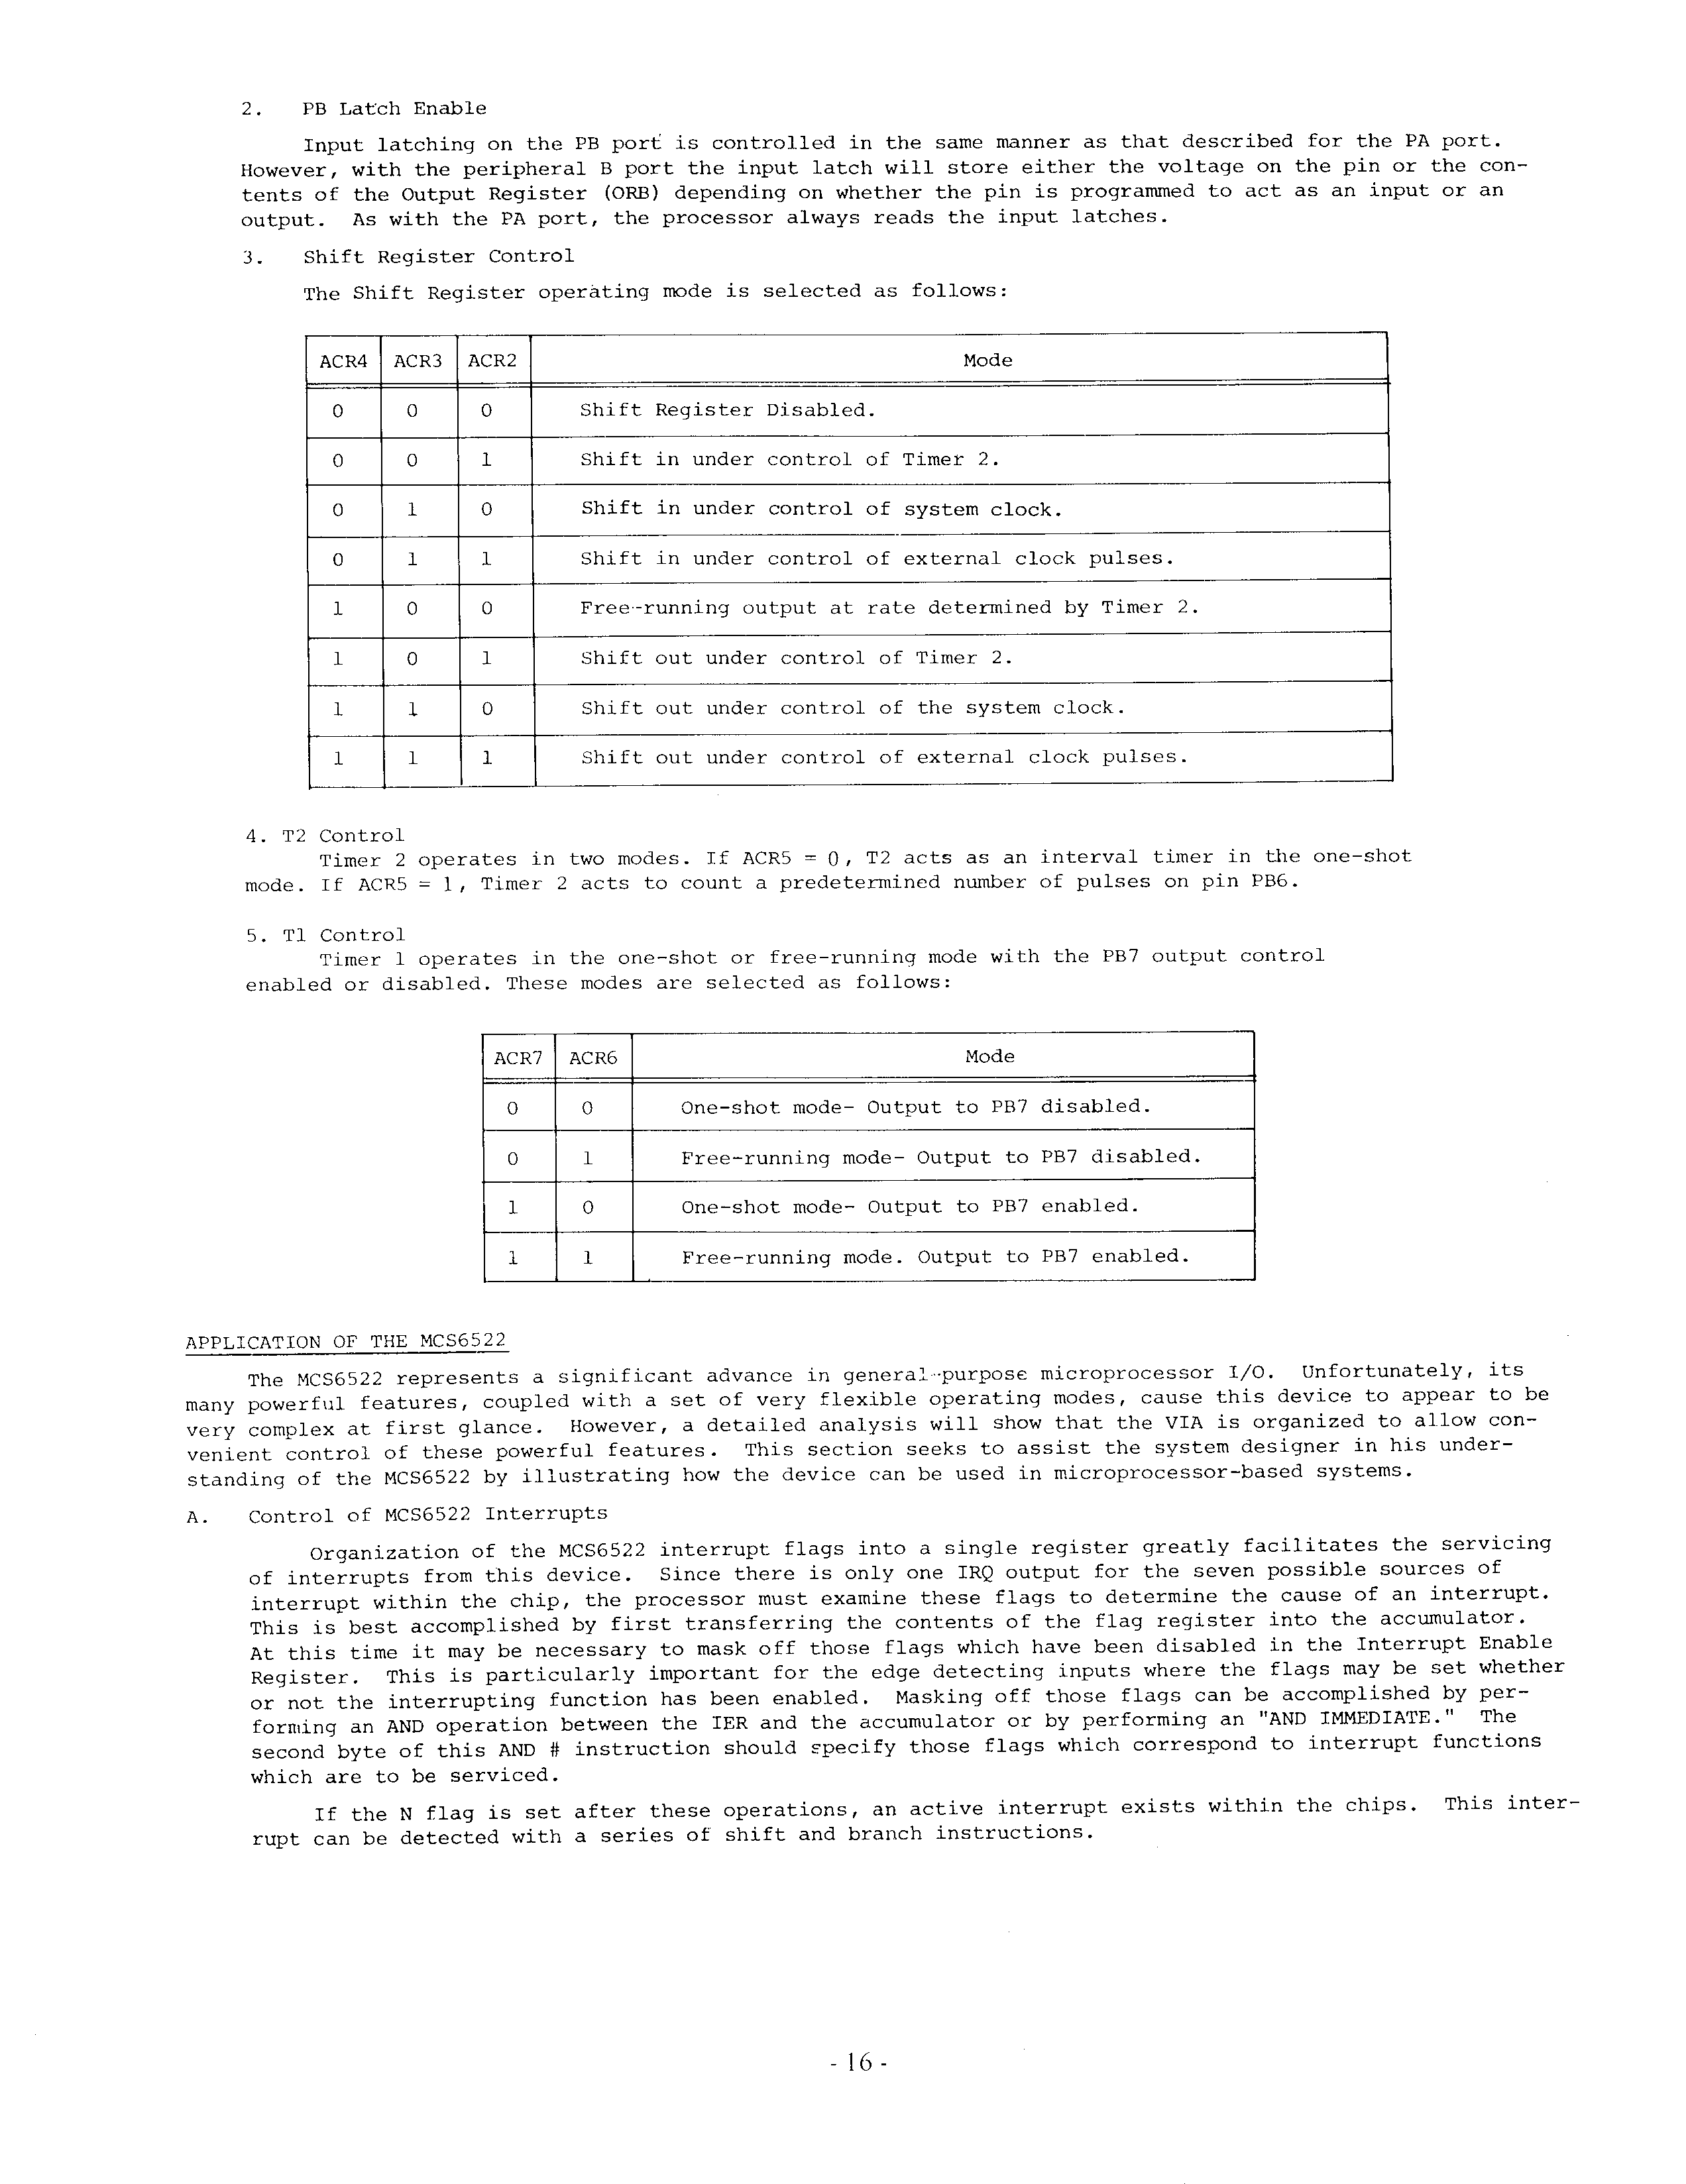 2. PB Latch Enable
Input latching on the PB port is controlled in the same manner as that described for the PA port.
However, with the peripheral B port the input latch will store either the voltage on the pin or the con-
tents of the Output Register (ORB) depending on whether the pin is programmed to act as an input or an
output. As with the PA port, the processor always reads the input latches.
3. Shift Register Control
The Shift Register operating mode is selected as follows:
ACR4 ACR3 ACR2 Mode
0 0 0 Shift Register Disabled.
0 0 1 Shift in under control of Timer 2.
0 1 0 Shift in under control of system clock.
0 1 1 Shift in under control of external clock pulses.
1 0 0 Free-running output at rate determined by Timer 2.
1 0 1 Shift out under control of Timer 2.
1 1 0 Shift out under control of the system clock.
1 1 1 Shift out under control of external clock pulses.
4. T2 Control
Timer 2 operates in two modes. If ACR5 = 0, T2 acts as an interval timer in the one-shot
mode. If ACR5 = 1, Timer 2 acts to count a predetermined number of pulses on pin PB6.
5. T1 Control
Timer 1 operates in the one-shot or free-running mode with the PB7 output control
enabled or disabled. These modes are selected as follows:
ACR7 ACR6 Mode
0 0 One-shot mode- Output to PB7 disabled.
0 1 Free-running mode- Output to PB7 disabled.
1 0 One-shot mode- Output to PB7 enabled.
1 1 Free-running mode. Output to PB7 enabled.
APPLICATION OF THE MCS6522
The MCS6522 represents a significant advance in general-purpose microprocessor I/O. Unfortunately, its
many powerful features, coupled with a set of very flexible operating modes, cause this device to appear to be
very complex at first glance. However, a detailed analysis will show that the VIA is organized to allow con-
venient control of these powerful features. This section seeks to assist the system designer in his under-
standing of the MCS6522 by illustrating how the device can be used in microprocessor-based systems.
A. Control of MCS6522 Interrupts
Organization of the MCS6522 interrupt flags into a single register greatly facilitates the servicing
of interrupts from this device. Since there is only one IRQ output for the seven possible sources of
interrupt within the chip, the processor must examine these flags to determine the cause of an interrupt.
This is best accomplished by first transferring the contents of the flag register into the accumulator.
At this time it may be necessary to mask off those flags which have been disabled in the Interrupt Enable
Register. This is particularly important for the edge detecting inputs where the flags may be set whether
or not the interrupting function has been enabled. Masking off those flags can be accomplished by per-
forming an AND operation between the IER and the accumulator or by performing an "AND IMMEDIATE." The
second byte of this AND # instruction should specify those flags which correspond to interrupt functions
which are to be serviced.
If the N flag is set after these operations, an active interrupt exists within the chips. This inter-
rupt can be detected with a series of shift and branch instructions.
- 16 -